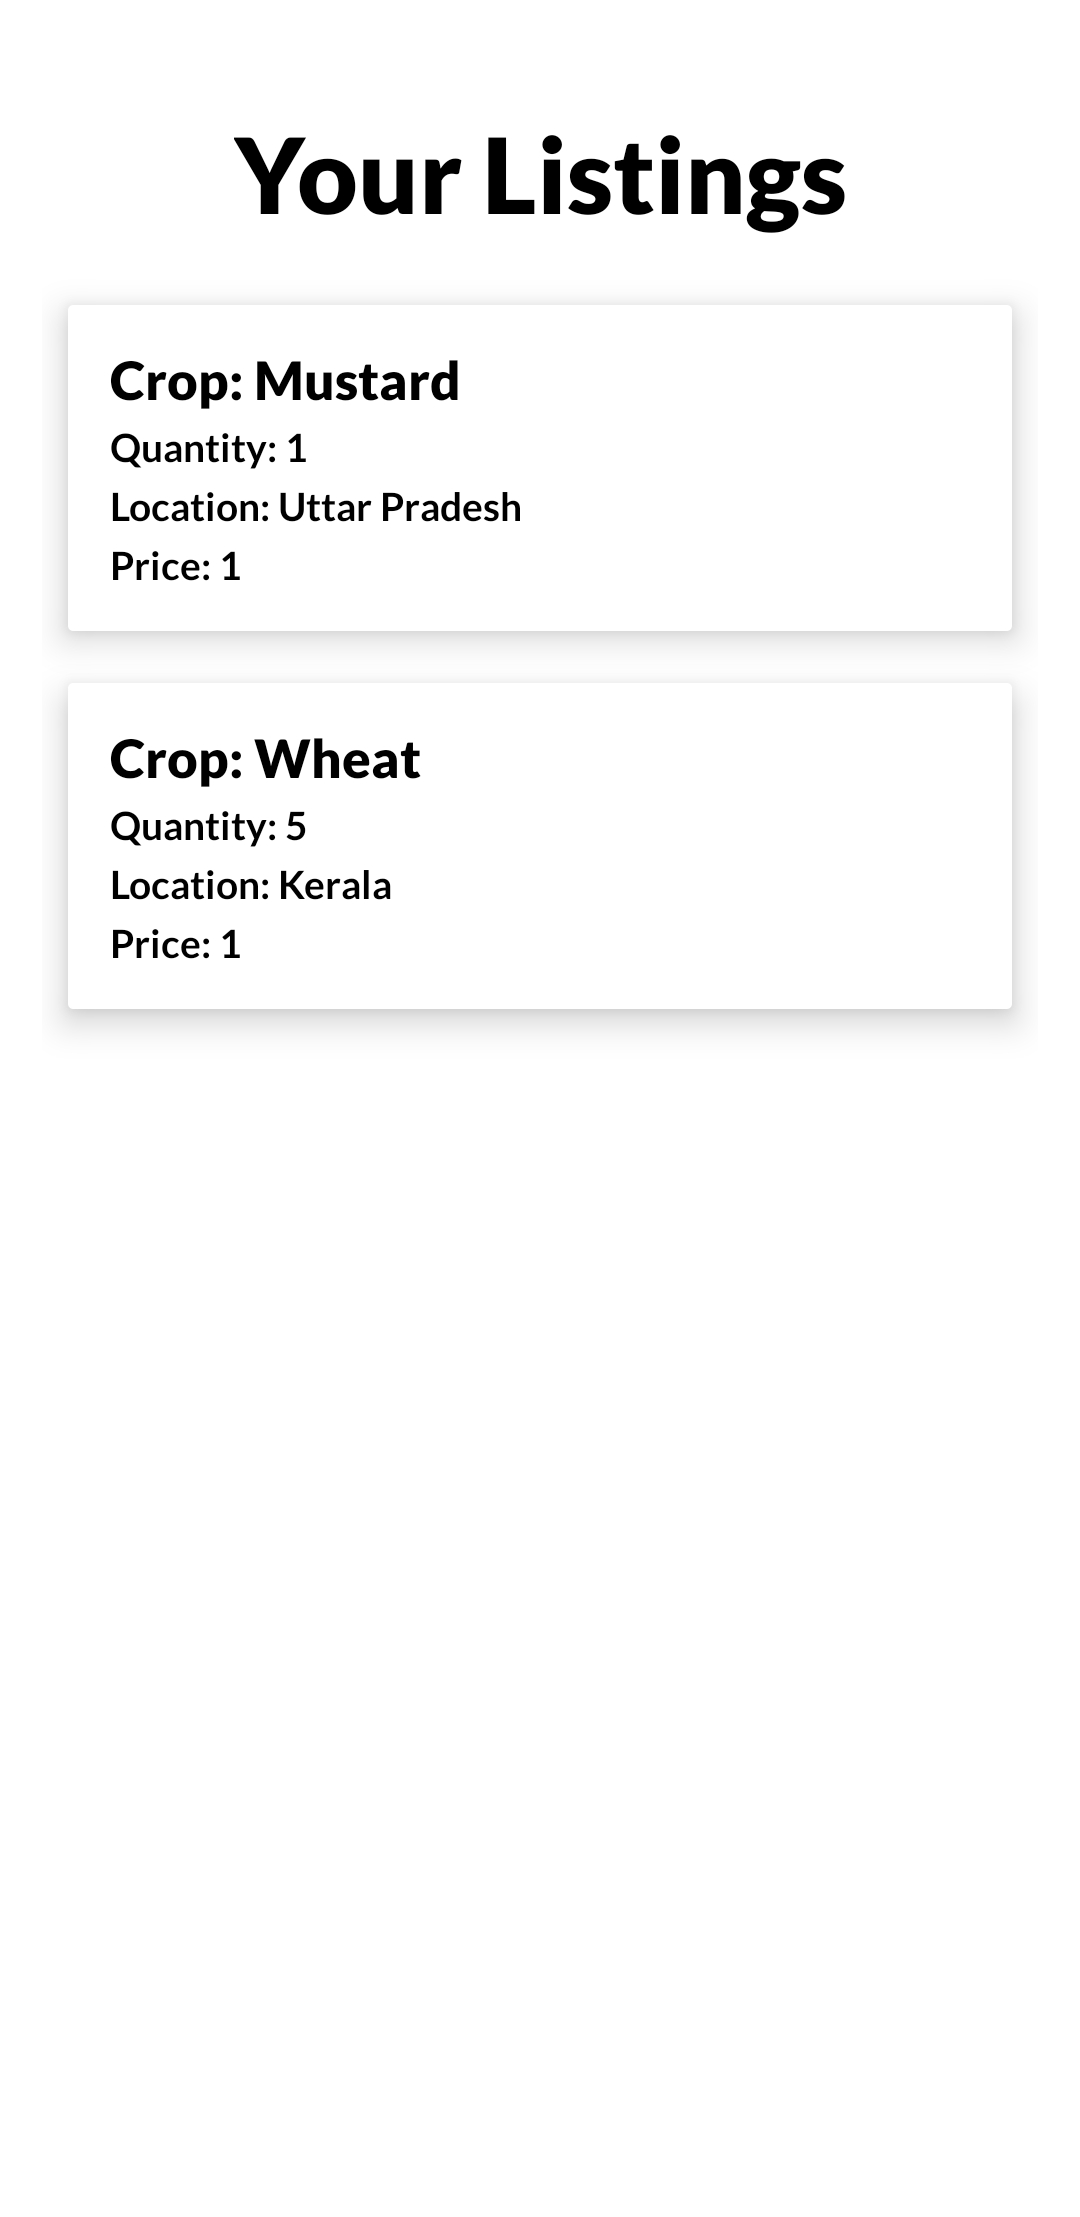 Your Listings
Crop: Mustard
Quantity: 1
Location: Uttar Pradesh
Price: 1
Crop: Wheat
Quantity: 5
Location: Kerala
Price: 1